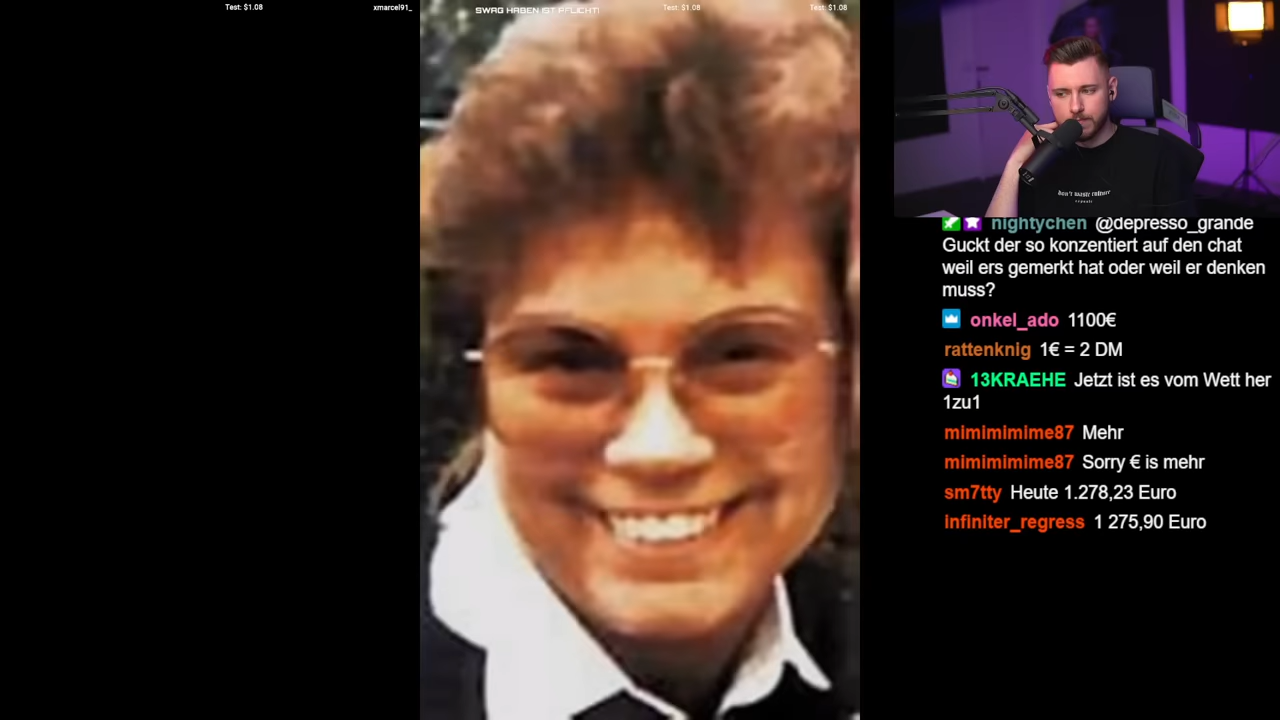 Test: $1.08
xmarcel91_
SWAG HABEN IST PFLICHT!
Test: $1.08
Test: $1.08
nightychen @depresso_grande
Guckt der so konzentiert auf den chat
weil ers gemerkt hat oder weil er denken
muss?
onkel_ado 1100€
rattenknig 1€ = 2 DM
13KRAEHE Jetzt ist es vom Wett her
1zu1
mimimimime87 Mehr
mimimimime87 Sorry € is mehr
sm7tty Heute 1.278,23 Euro
infiniter_regress 1 275,90 Euro